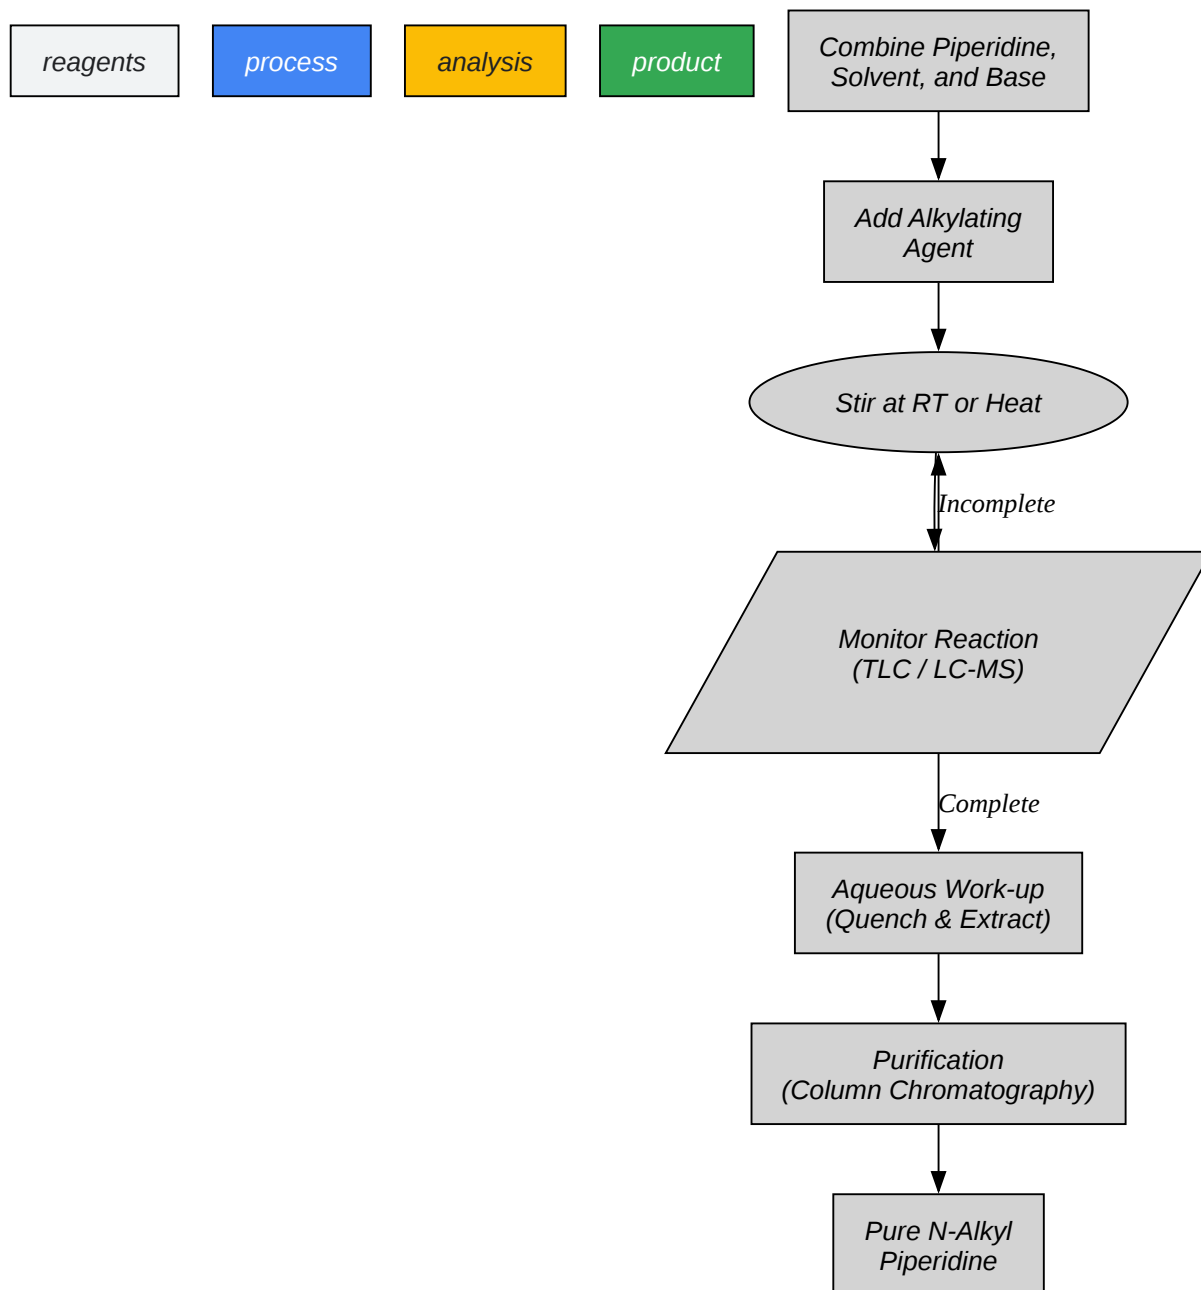 reagents
process
analysis
product
Combine Piperidine,
Solvent, and Base
Add Alkylating
Agent
Stir at RT or Heat
Incomplete
Monitor Reaction
(TLC / LC-MS)
Complete
Aqueous Work-up
(Quench & Extract)
Purification
(Column Chromatography)
Pure N-Alkyl
Piperidine